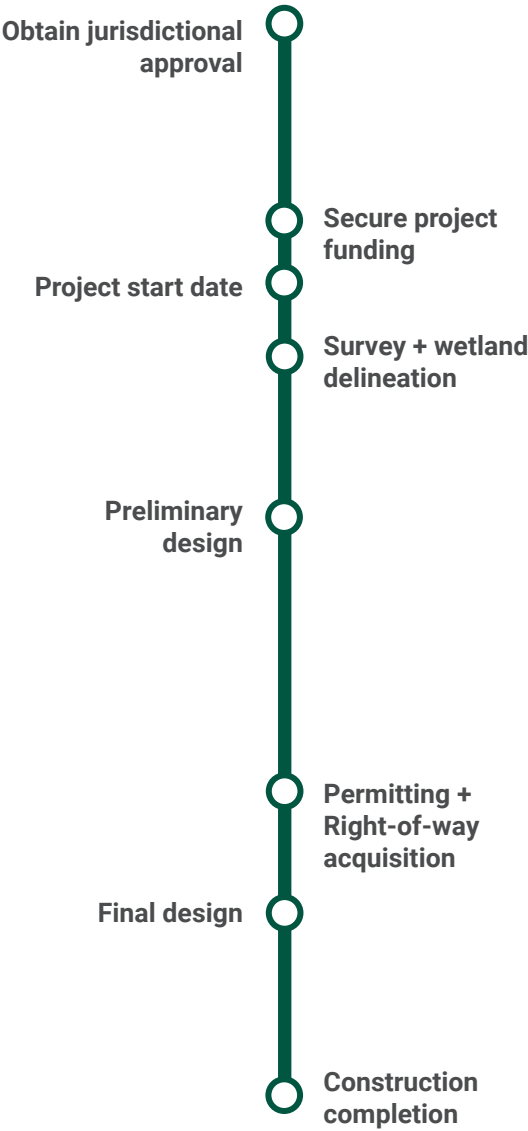 Obtain jurisdictional
approval
Secure project
funding
Project start date
Survey + wetland
delineation
Preliminary
design
Permitting +
Right-of-way
acquisition
Final design
Construction
completion